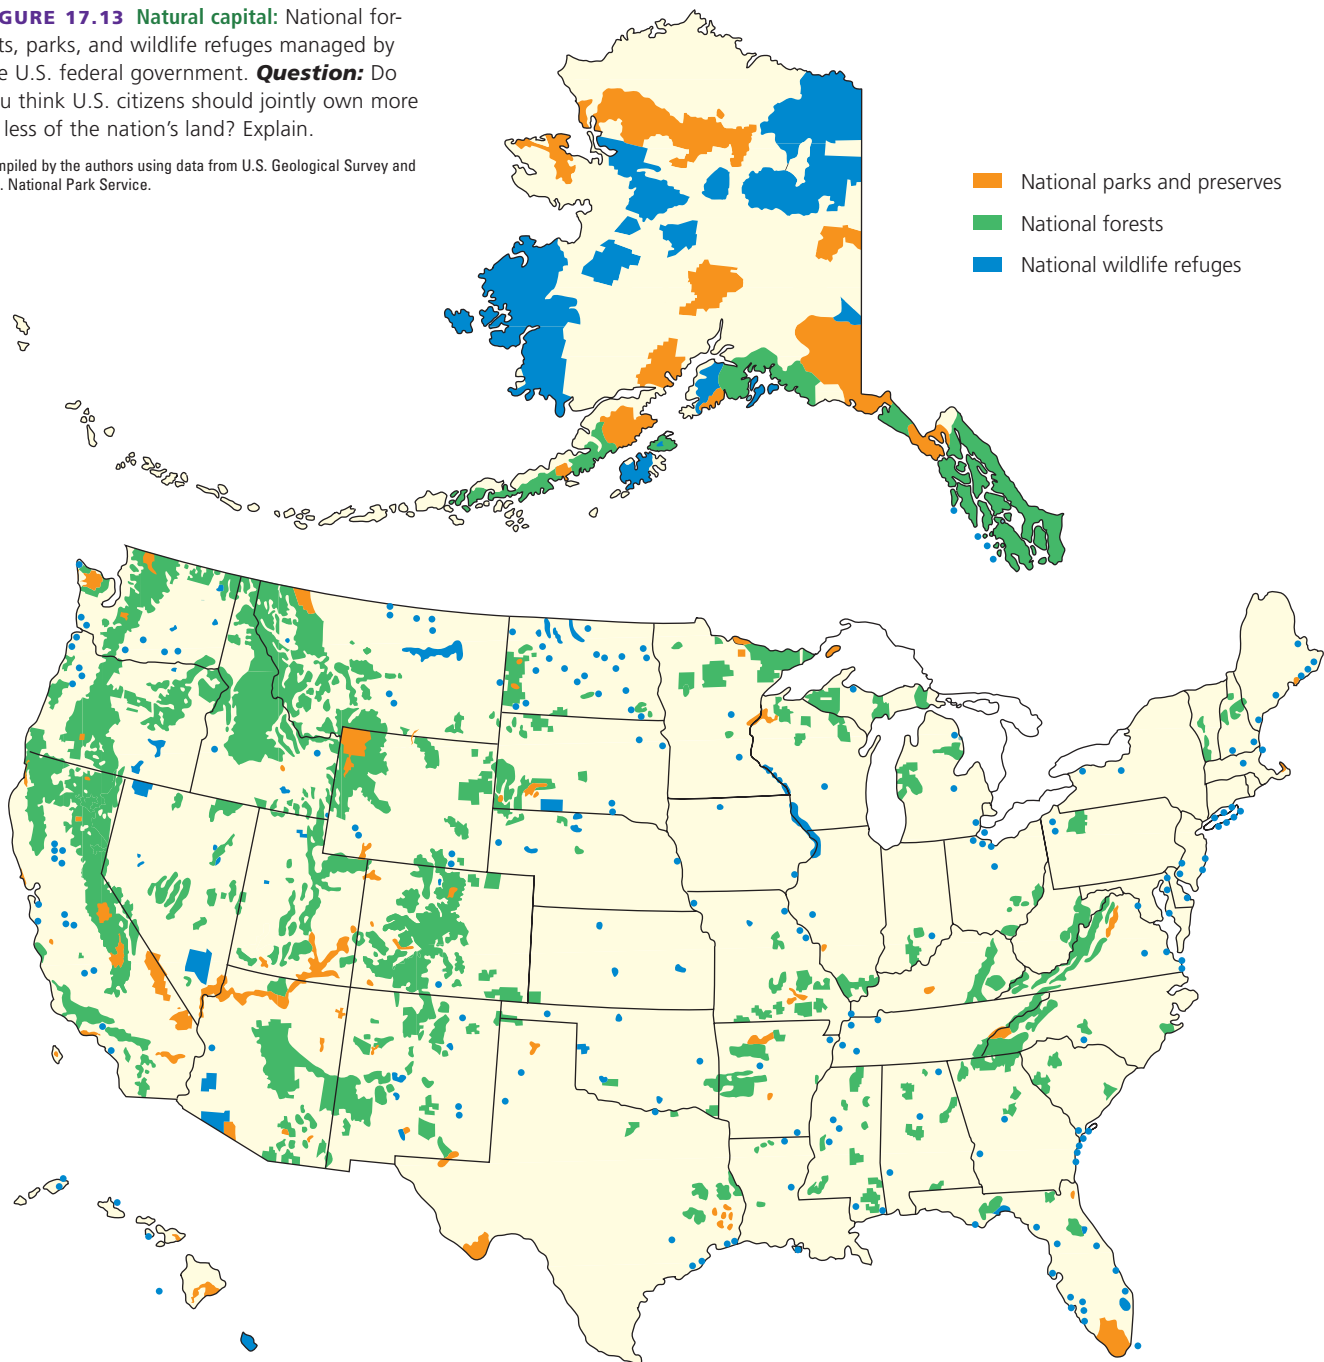 GURE 17.13 Natural capital: National for-
ts, parks, and wildlife refuges managed by
e U.S. federal government. Question: Do
u think U.S. citizens should jointly own more
less of the nation's land? Explain.
mpiled by the authors using data from U.S. Geological Survey and
. National Park Service.
National parks and preserves
National forests
National wildlife refuges